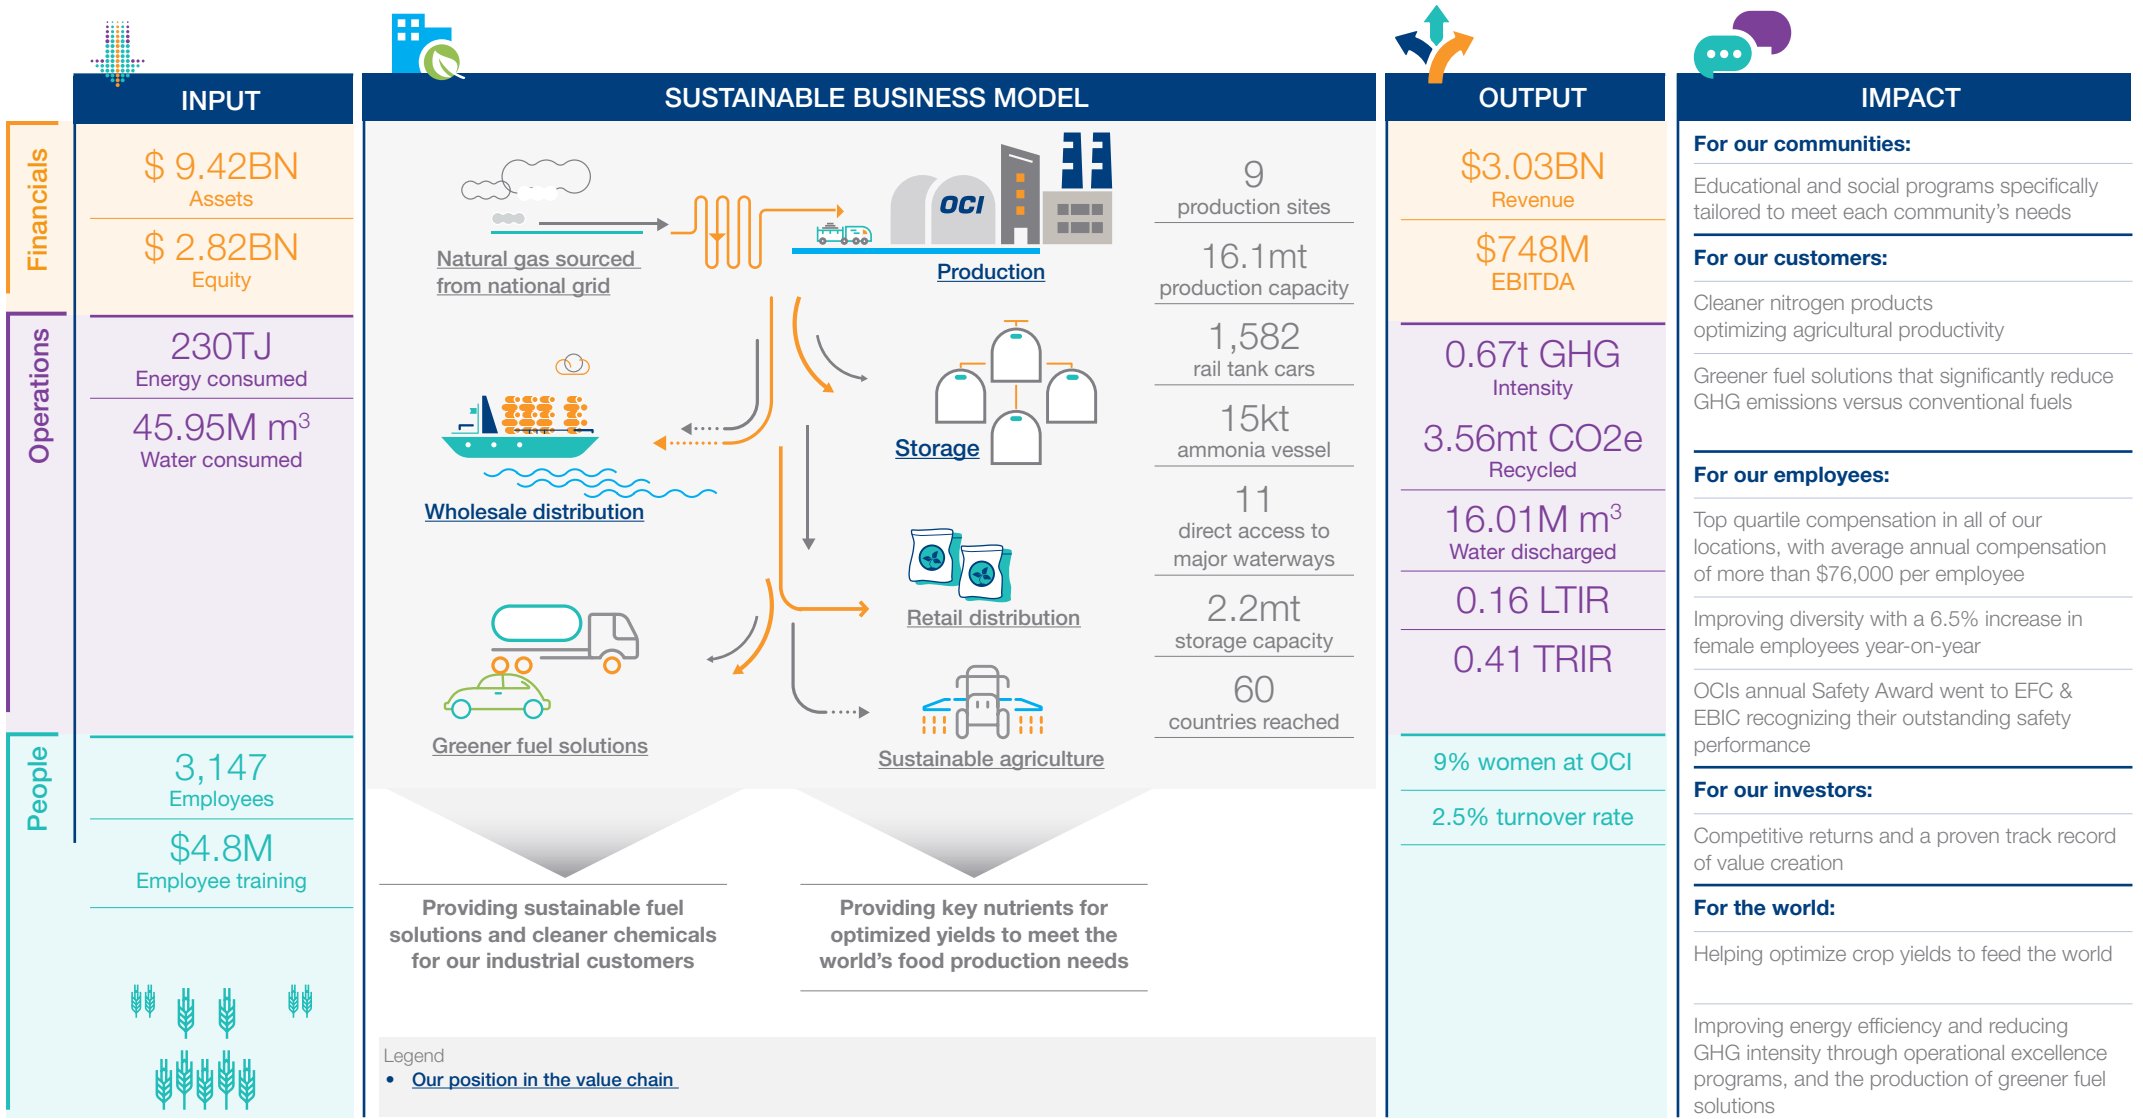 INPUT
Financials
$ 9.42BN
Assets
$ 2.82BN
Equity
Operations
230TJ
Energy consumed
45.95M m³
Water consumed
People
3,147
Employees
$4.8M
Employee training
SUSTAINABLE BUSINESS MODEL
Natural gas sourced
from national grid
OCI
Production
Storage
Wholesale distribution
Retail distribution
Greener fuel solutions
Sustainable agriculture
9
production sites
16.1mt
production capacity
1,582
rail tank cars
15kt
ammonia vessel
11
direct access to
major waterways
2.2mt
storage capacity
60
countries reached
Providing sustainable fuel
solutions and cleaner chemicals
for our industrial customers
Providing key nutrients for
optimized yields to meet the
world's food production needs
Legend
• Our position in the value chain
OUTPUT
$3.03BN
Revenue
$748M
EBITDA
0.67t GHG
Intensity
3.56mt CO2e
Recycled
16.01M m³
Water discharged
0.16 LTIR
0.41 TRIR
9% women at OCI
2.5% turnover rate
IMPACT
For our communities:
Educational and social programs specifically
tailored to meet each community's needs
For our customers:
Cleaner nitrogen products
optimizing agricultural productivity
Greener fuel solutions that significantly reduce
GHG emissions versus conventional fuels
For our employees:
Top quartile compensation in all of our
locations, with average annual compensation
of more than $76,000 per employee
Improving diversity with a 6.5% increase in
female employees year-on-year
OCIs annual Safety Award went to EFC &
EBIC recognizing their outstanding safety
performance
For our investors:
Competitive returns and a proven track record
of value creation
For the world:
Helping optimize crop yields to feed the world
Improving energy efficiency and reducing
GHG intensity through operational excellence
programs, and the production of greener fuel
solutions